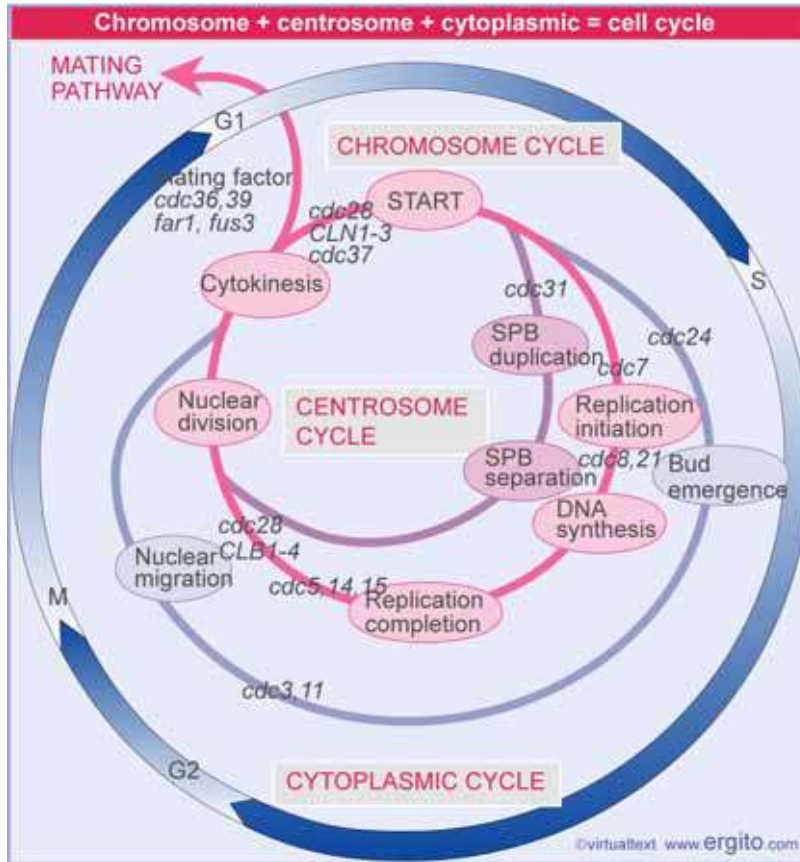 Chromosome + centrosome + cytoplasmic = cell cycle
MATING
PATHWAY
G1
CHROMOSOME CYCLE
Mating factor
cdc36,39
far1, fus3
cdc28
CLN1-3
cdc37
START
Cytokinesis
S
cdc31
cdc24
SPB
duplication
cdc7
Nuclear
division
CENTROSOME
CYCLE
Replication
initiation
SPB
separation
cdc8,21
Bud
emergence
DNA
synthesis
cdc28
CLB1-4
Nuclear
migration
cdc5,14,15
Replication
completion
M
cdc3,11
G2
CYTOPLASMIC CYCLE
©virtualtext www.ergito.com